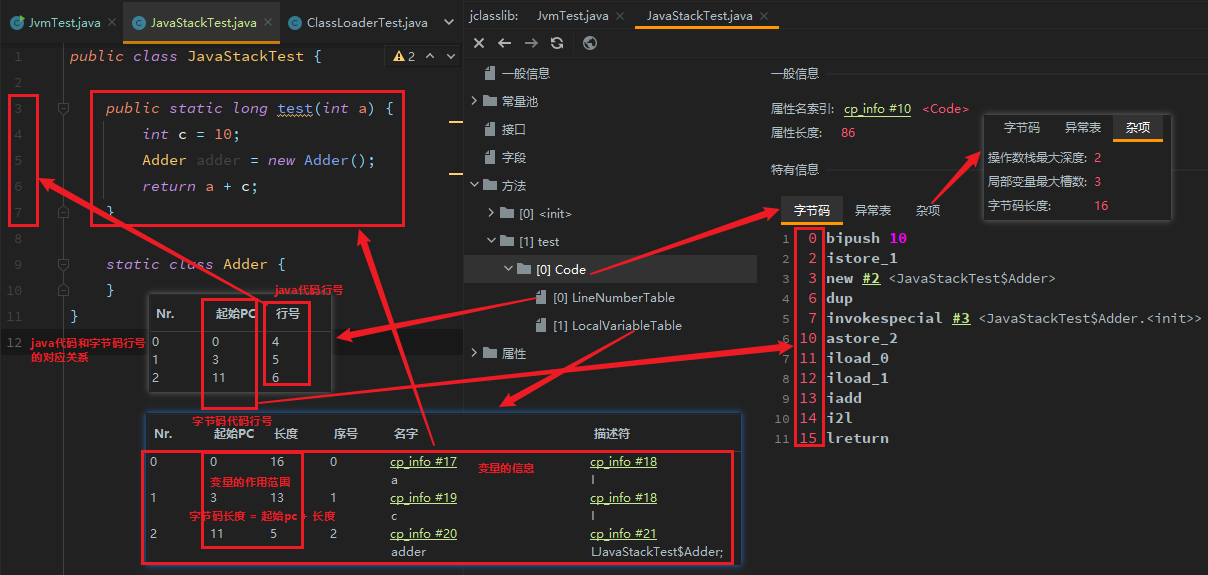 JvmTest.java
JavaStackTest.java
ClassLoaderTest.java
jclasslib:
JvmTest.java
JavaStackTest.java
1 public class JavaStackTest {
2
3 public static long test(int a) {
4 int c = 10;
5 Adder adder = new Adder();
6 return a + c;
7 }
8
9 static class Adder {
10 }
11 }
12
2
java代码和字节码行号
的对应关系
java代码行号
Nr. 起始PC 行号
0 0 4
1 3 5
2 11 6
字节码代码行号
Nr. 起始PC 长度 序号 名字 描述符
0 0 16 0 cp_info #17 cp_info #18
a I
变量的作用范围
变量的信息
1 3 13 1 cp_info #19 cp_info #18
c I
字节码长度 = 起始pc + 长度
2 11 5 2 cp_info #20 cp_info #21
adder LJavaStackTest$Adder;
一般信息
常量池
接口
字段
方法
[0] <init>
[1] test
[0] Code
[0] LineNumberTable
[1] LocalVariableTable
属性
一般信息
属性名索引: cp_info #10 <Code>
属性长度: 86
特有信息
字节码 异常表 杂项
字节码 异常表 杂项
操作数栈最大深度: 2
局部变量最大槽数: 3
字节码长度: 16
1 0 bipush 10
2 2 istore_1
3 3 new #2 <JavaStackTest$Adder>
4 6 dup
5 7 invokespecial #3 <JavaStackTest$Adder.<init>>
6 10 astore_2
7 11 iload_0
8 12 iload_1
9 13 iadd
10 14 i2l
11 15 lreturn